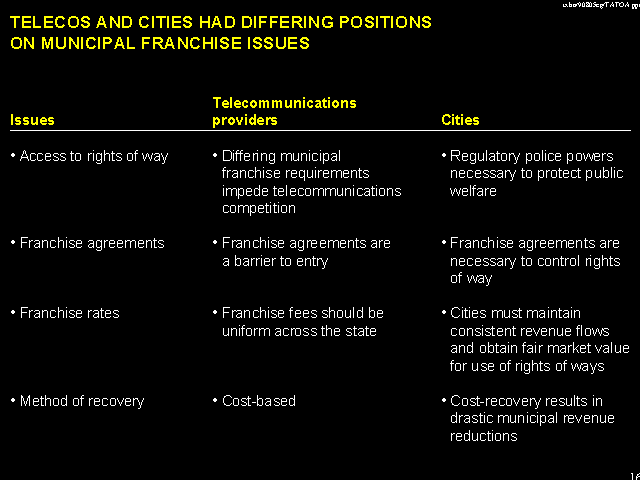 TELECOS AND CITIES HAD DIFFERING POSITIONS
ON MUNICIPAL FRANCHISE ISSUES
Issues
Telecommunications
providers
Cities
• Access to rights of way
• Differing municipal
franchise requirements
impede telecommunications
competition
• Regulatory police powers
necessary to protect public
welfare
• Franchise agreements
• Franchise agreements are
a barrier to entry
• Franchise agreements are
necessary to control rights
of way
• Franchise rates
• Franchise fees should be
uniform across the state
• Cities must maintain
consistent revenue flows
and obtain fair market value
for use of rights of ways
• Method of recovery
• Cost-based
• Cost-recovery results in
drastic municipal revenue
reductions
16